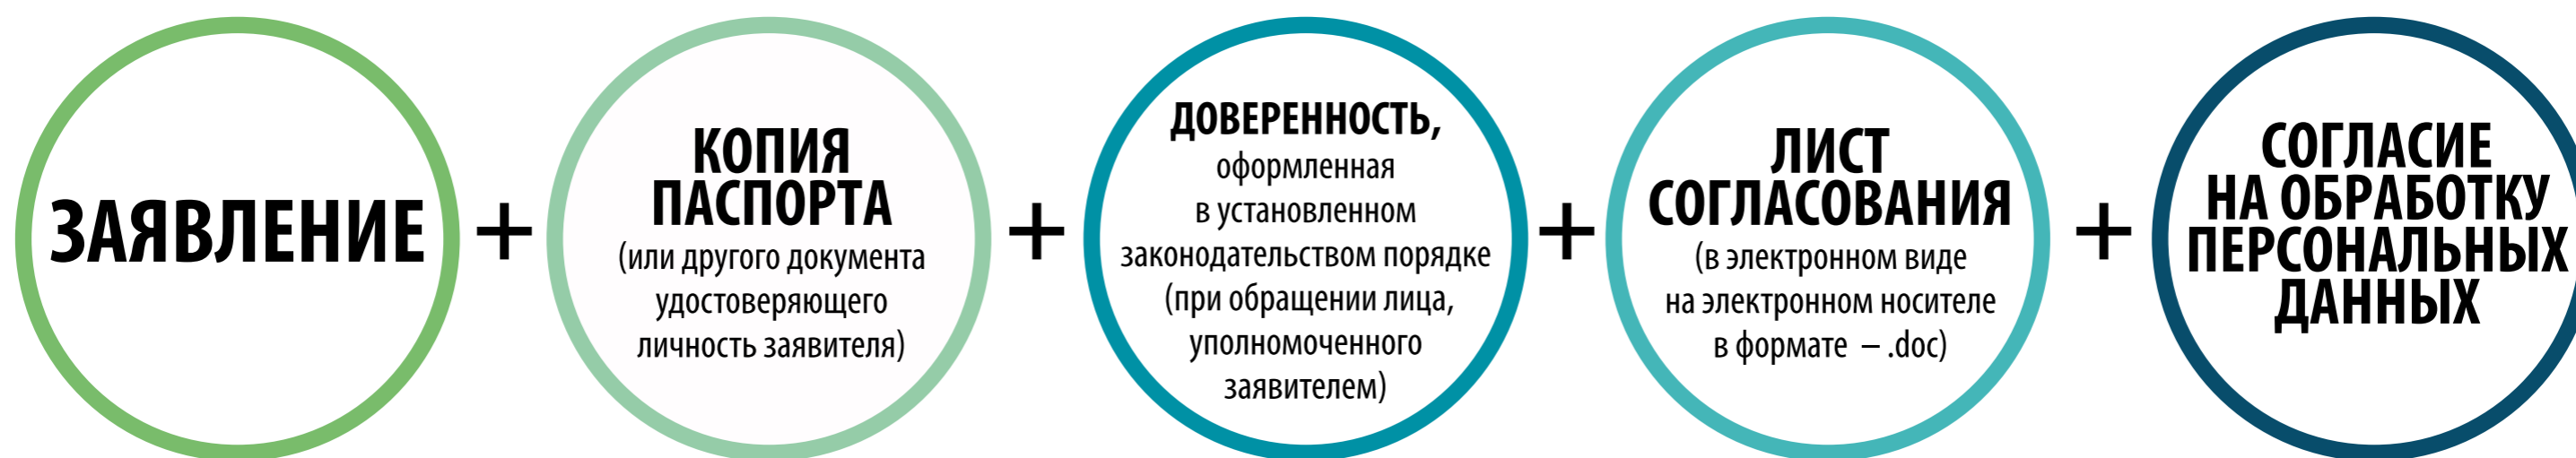 ЗАЯВЛЕНИЕ
+
КОПИЯ
ПАСПОРТА
(или другого документа
удостоверяющего
личность заявителя)
+
ДОВЕРЕННОСТЬ,
оформленная
в установленном
законодательством порядке
(при обращении лица,
уполномоченного
заявителем)
+
ЛИСТ
СОГЛАСОВАНИЯ
(в электронном виде
на электронном носителе
в формате – .doc)
+
СОГЛАСИЕ
НА ОБРАБОТКУ
ПЕРСОНАЛЬНЫХ
ДАННЫХ